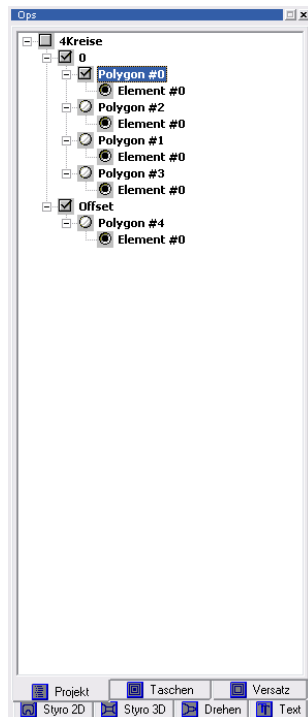 Ops
4Kreise
0
Polygon #0
Element #0
Polygon #2
Element #0
Polygon #1
Element #0
Polygon #3
Element #0
Offset
Polygon #4
Element #0
Projekt Taschen Versatz
Styro 2D Styro 3D Drehen Text